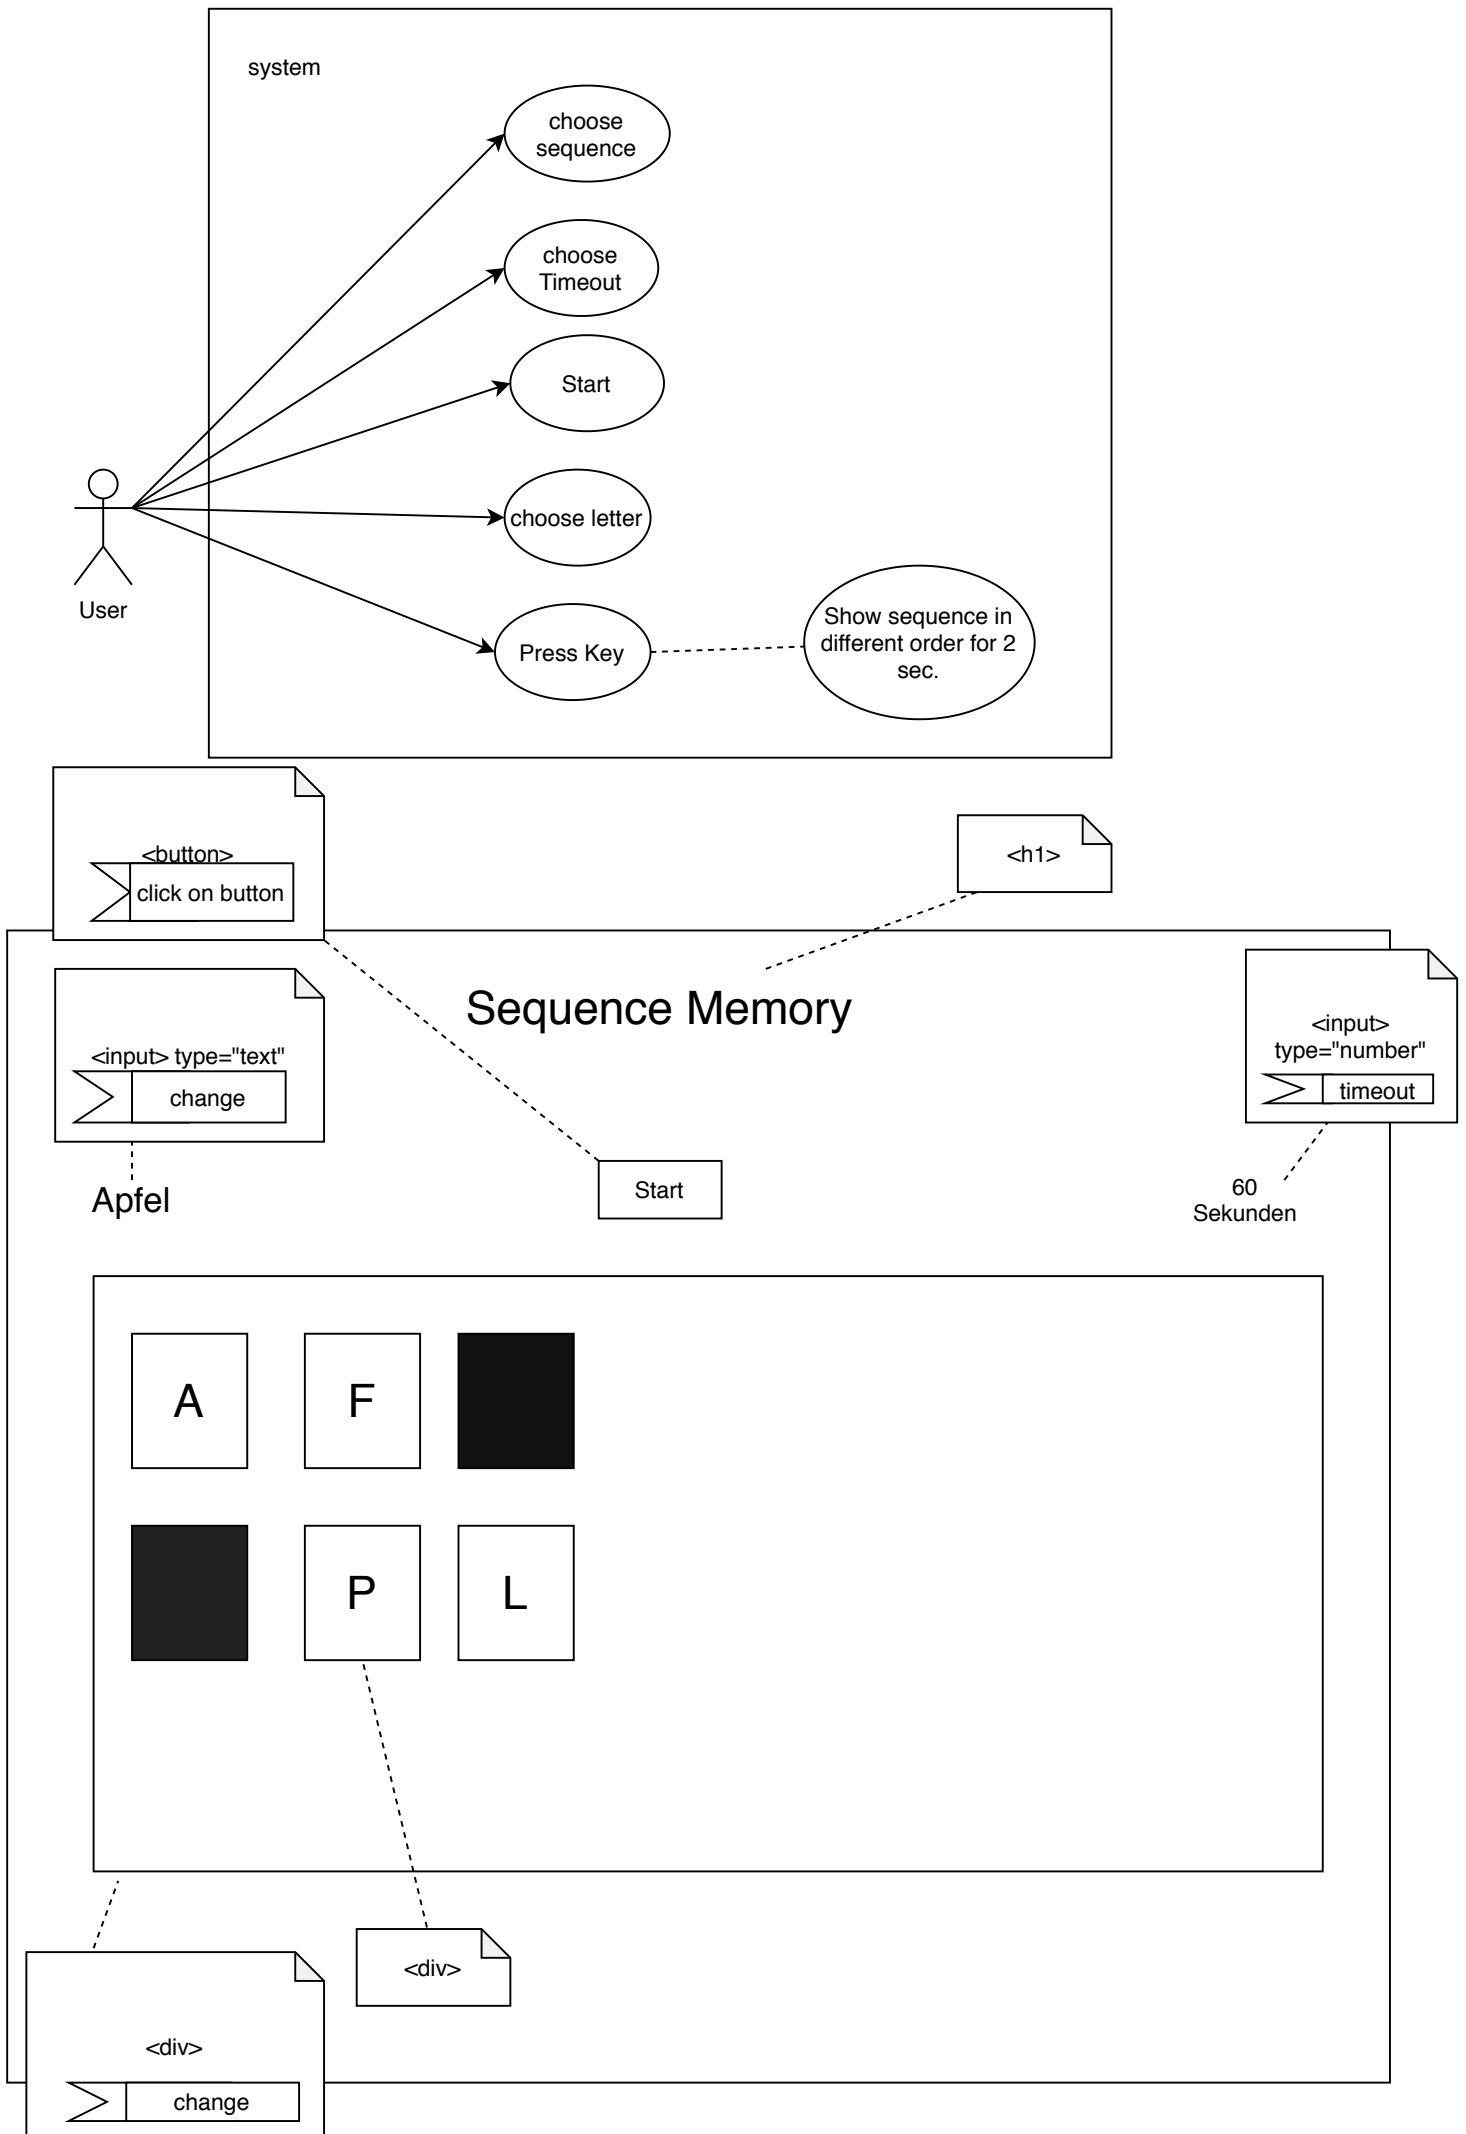 system
choose
sequence
choose
Timeout
Start
choose letter
User
Press Key
Show sequence in
different order for 2
sec.
<button>
click on button
<h1>
Sequence Memory
<input> type="text"
change
<input>
type="number"
timeout
Apfel
Start
60
Sekunden
A
F
P
L
<div>
<div>
change